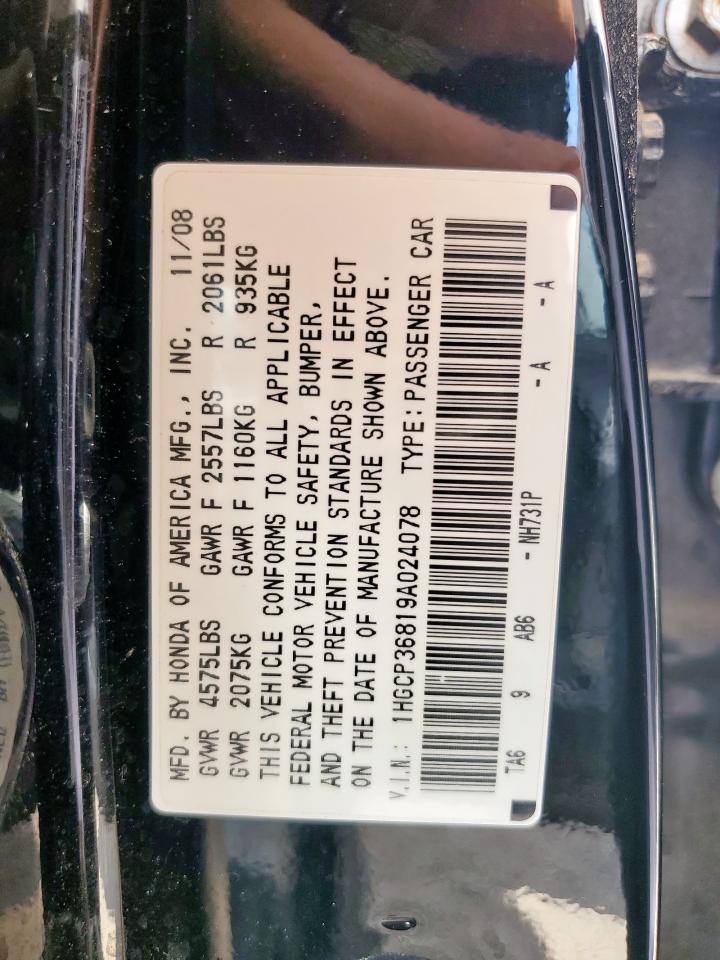 MFD. BY HONDA OF AMERICA MFG., INC. 11/08
GVWR 4575LBS GAWR F 2557LBS R 2061LBS
GVWR 2075KG GAWR F 1160KG R 935KG
THIS VEHICLE CONFORMS TO ALL APPLICABLE
FEDERAL MOTOR VEHICLE SAFETY, BUMPER,
AND THEFT PREVENTION STANDARDS IN EFFECT
ON THE DATE OF MANUFACTURE SHOWN ABOVE.
V.I.N.: 1HGCP36819A024078 TYPE: PASSENGER CAR
TA6 9 AB6 - NH731P - A - A